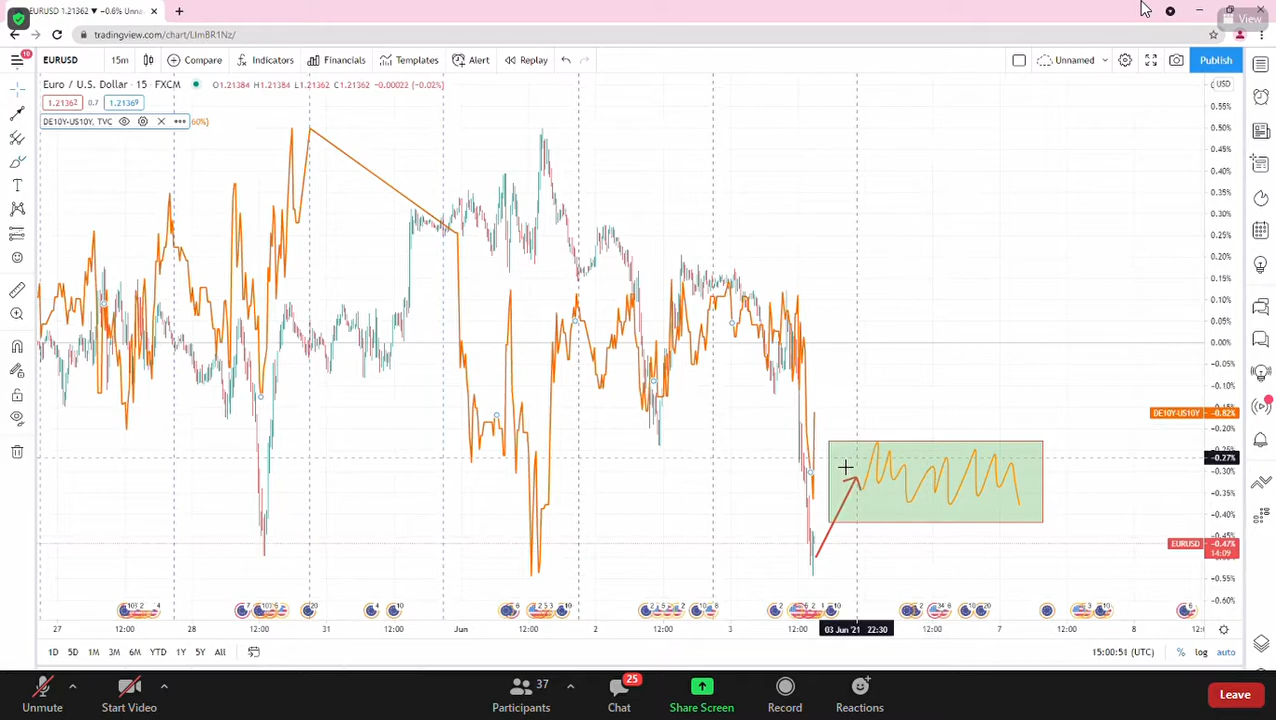 EURUSD 1.21362 ▼ −0.6% Unna
View
tradingview.com/chart/LImBR1Nz/
10
EURUSD 15m Compare Indicators Financials Templates Alert Replay Unnamed Publish
Euro / U.S. Dollar · 15 · FXCM O1.21384 H1.21384 L1.21362 C1.21362 −0.00022 (−0.02%)
USD
1.21362 0.7 1.21369
DE10Y-US10Y, TVC 60%)
0.55%
0.50%
0.45%
0.40%
0.35%
0.30%
0.25%
0.20%
0.15%
0.10%
0.05%
0.00%
−0.05%
−0.10%
DE10Y-US10Y −0.82%
−0.20%
−0.27%
−0.30%
−0.35%
−0.40%
EURUSD −0.47%
14:09
−0.55%
−0.60%
27 12:00 28 12:00 31 12:00 Jun 12:00 2 12:00 3 12:00 03 Jun '21 22:30 12:00 7 12:00 8
1D 5D 1M 3M 6M YTD 1Y 5Y All 15:00:51 (UTC) % log auto
Unmute Start Video Participants 37 Chat 25 Share Screen Record Reactions Leave